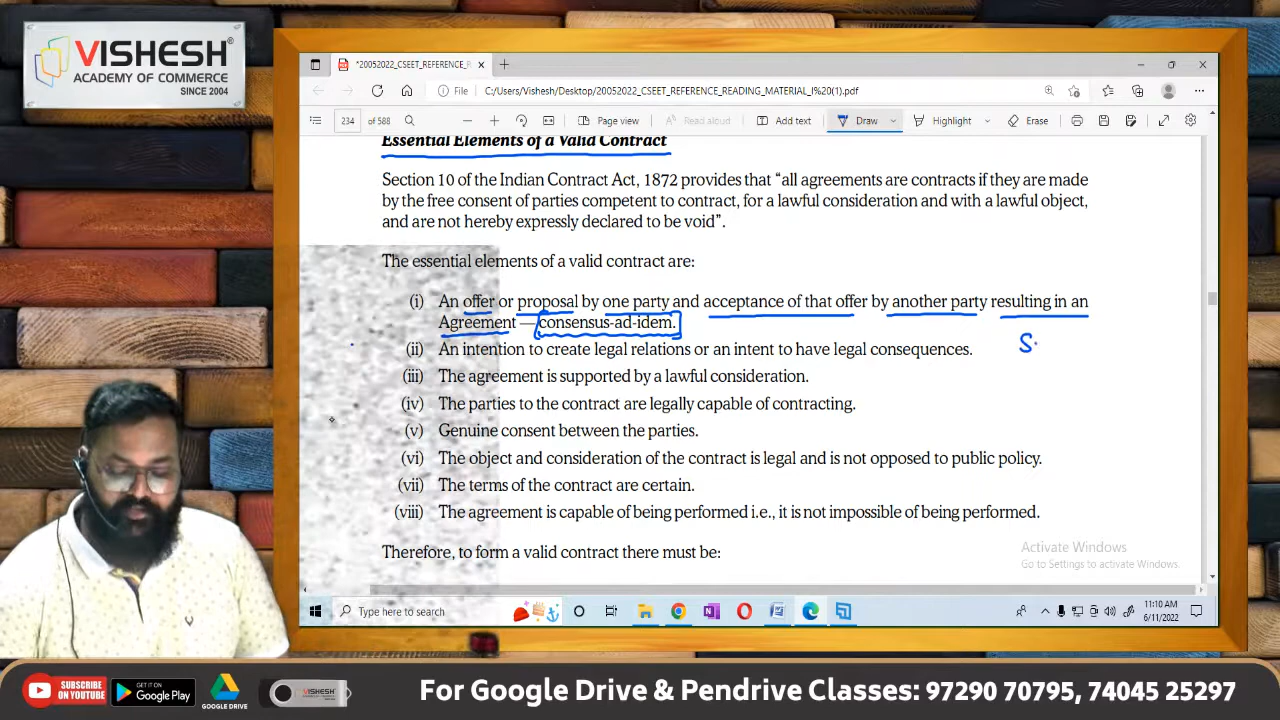 VISHESH®
ACADEMY OF COMMERCE
SINCE 2004
*20052022_CSEET_REFERENCE_R
File C:/Users/Vishesh/Desktop/20052022_CSEET_REFERENCE_READING_MATERIAL_I%20(1).pdf
234 of 588 Page view Read aloud Add text Draw Highlight Erase
Essential Elements of a Valid Contract
Section 10 of the Indian Contract Act, 1872 provides that “all agreements are contracts if they are made
by the free consent of parties competent to contract, for a lawful consideration and with a lawful object,
and are not hereby expressly declared to be void”.
The essential elements of a valid contract are:
(i) An offer or proposal by one party and acceptance of that offer by another party resulting in an
Agreement — consensus-ad-idem.
(ii) An intention to create legal relations or an intent to have legal consequences.
S
(iii) The agreement is supported by a lawful consideration.
(iv) The parties to the contract are legally capable of contracting.
(v) Genuine consent between the parties.
(vi) The object and consideration of the contract is legal and is not opposed to public policy.
(vii) The terms of the contract are certain.
(viii) The agreement is capable of being performed i.e., it is not impossible of being performed.
Therefore, to form a valid contract there must be:
Activate Windows
Go to Settings to activate Windows.
Type here to search
11:10 AM
6/11/2022
SUBSCRIBE
ON YOUTUBE
GET IT ON
Google Play
GOOGLE DRIVE
VISHESH
For Google Drive & Pendrive Classes: 97290 70795, 74045 25297